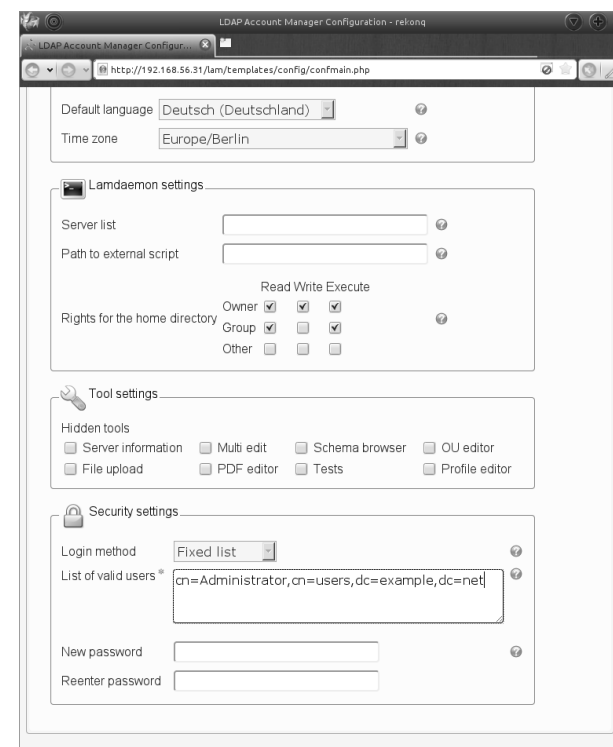 LDAP Account Manager Configuration - rekonq
LDAP Account Manager Configur...
http://192.168.56.31/lam/templates/config/confmain.php
Default language Deutsch (Deutschland)
Time zone Europe/Berlin
Lamdaemon settings
Server list
Path to external script
Read Write Execute
Owner
Rights for the home directory
Group
Other
Tool settings
Hidden tools
Server information Multi edit Schema browser OU editor
File upload PDF editor Tests Profile editor
Security settings
Login method Fixed list
List of valid users * cn=Administrator,cn=users,dc=example,dc=net
New password
Reenter password